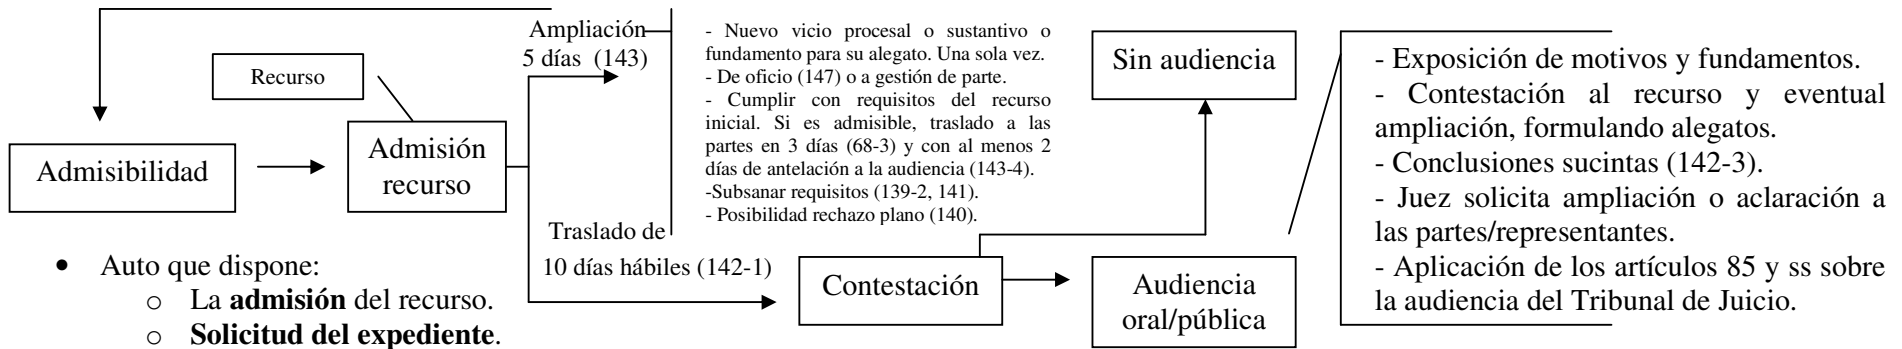 Ampliación
5 días (143)
- Nuevo vicio procesal o sustantivo o
fundamento para su alegato. Una sola vez.
- De oficio (147) o a gestión de parte.
- Cumplir con requisitos del recurso
inicial. Si es admisible, traslado a las
partes en 3 días (68-3) y con al menos 2
días de antelación a la audiencia (143-4).
-Subsanar requisitos (139-2, 141).
- Posibilidad rechazo plano (140).
Sin audiencia
- Exposición de motivos y fundamentos.
- Contestación al recurso y eventual
ampliación, formulando alegatos.
- Conclusiones sucintas (142-3).
- Juez solicita ampliación o aclaración a
las partes/representantes.
- Aplicación de los artículos 85 y ss sobre
la audiencia del Tribunal de Juicio.
Recurso
Admisibilidad
Admisión
recurso
Traslado de
10 días hábiles (142-1)
Contestación
Audiencia
oral/pública
• Auto que dispone:
o La admisión del recurso.
o Solicitud del expediente.